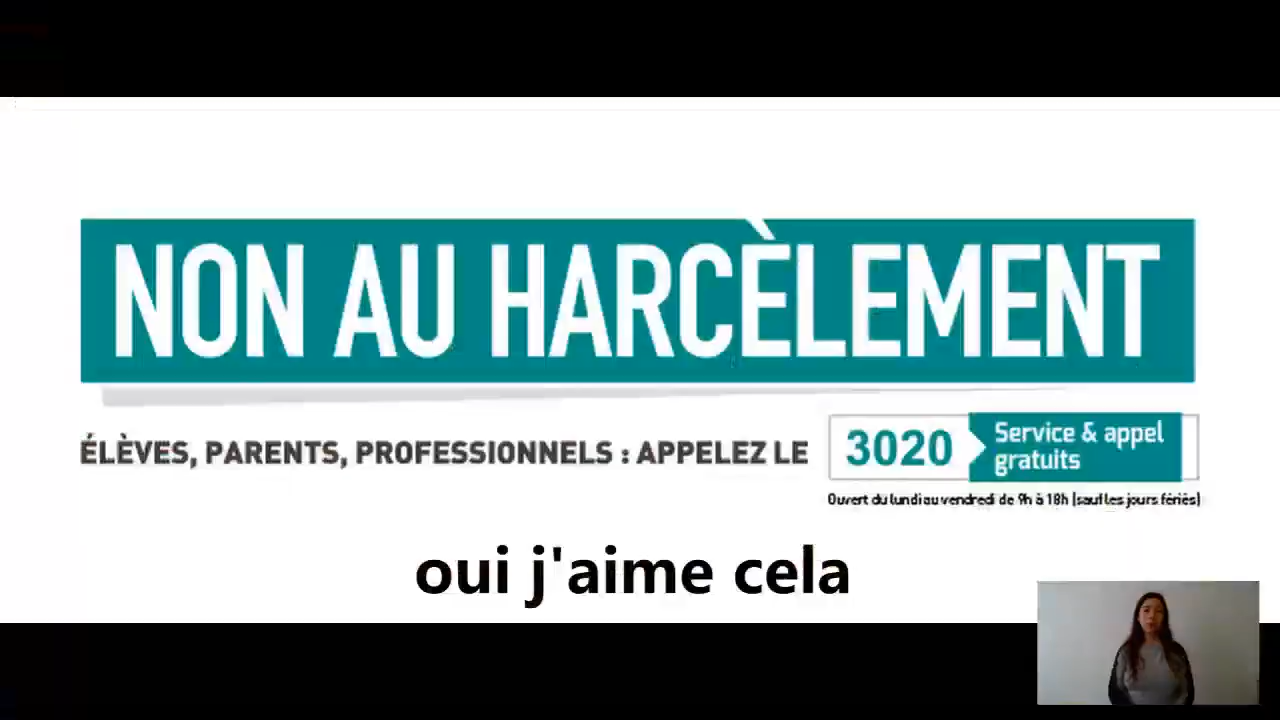 NON AU HARCÈLEMENT
ÉLÈVES, PARENTS, PROFESSIONNELS : APPELEZ LE 3020 Service & appel gratuits
Ouvert du lundi au vendredi de 9h à 18h (sauf les jours fériés)
oui j'aime cela